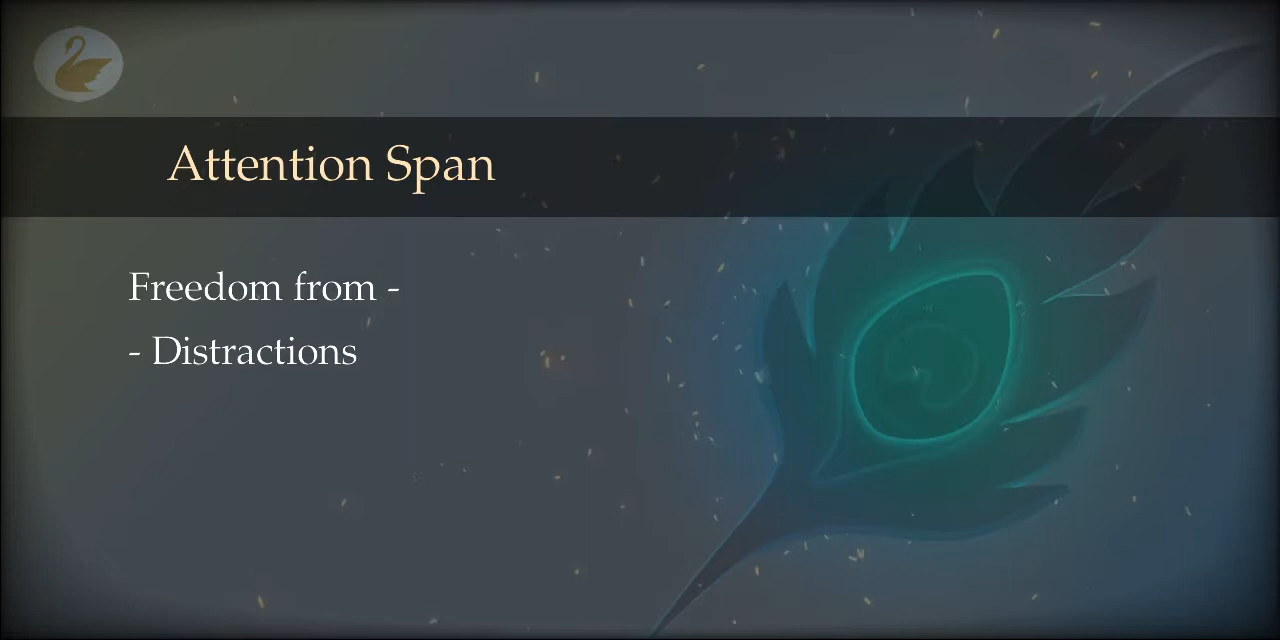 Attention Span
Freedom from -
- Distractions